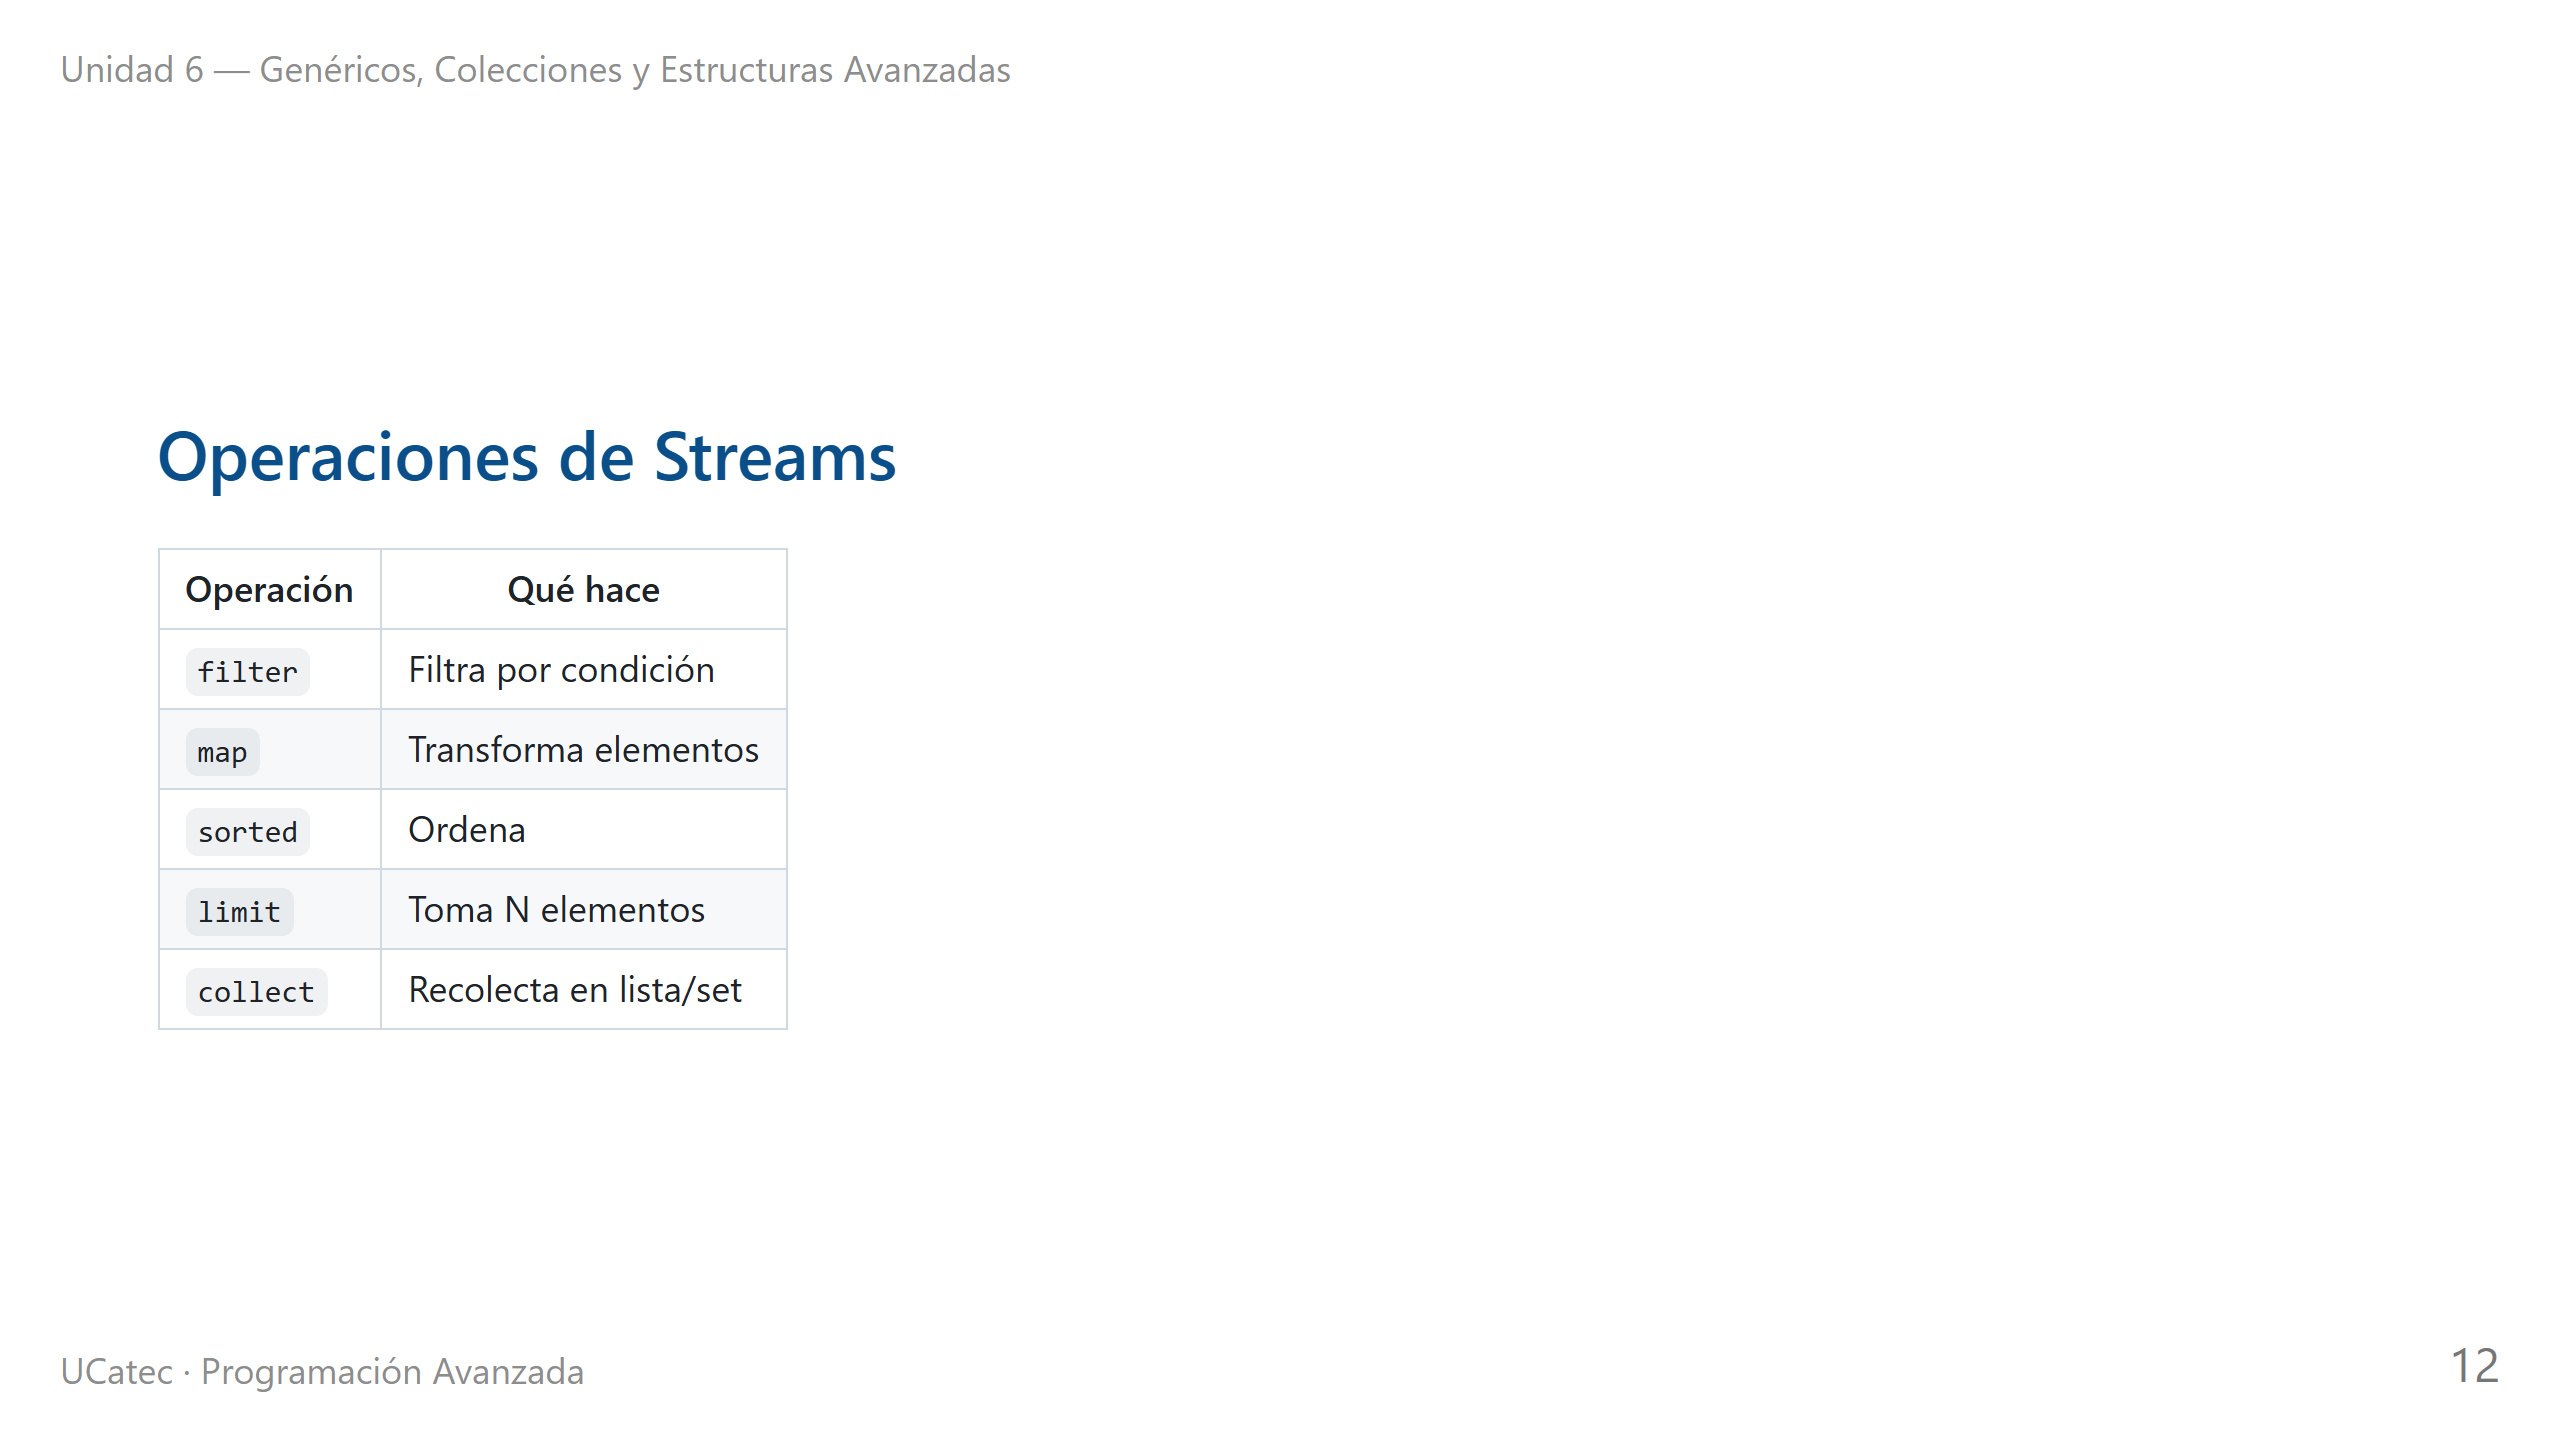 Unidad 6 — Genéricos, Colecciones y Estructuras Avanzadas
Operaciones de Streams
Operación Qué hace
filter Filtra por condición
map Transforma elementos
sorted Ordena
limit Toma N elementos
collect Recolecta en lista/set
UCatec · Programación Avanzada
12